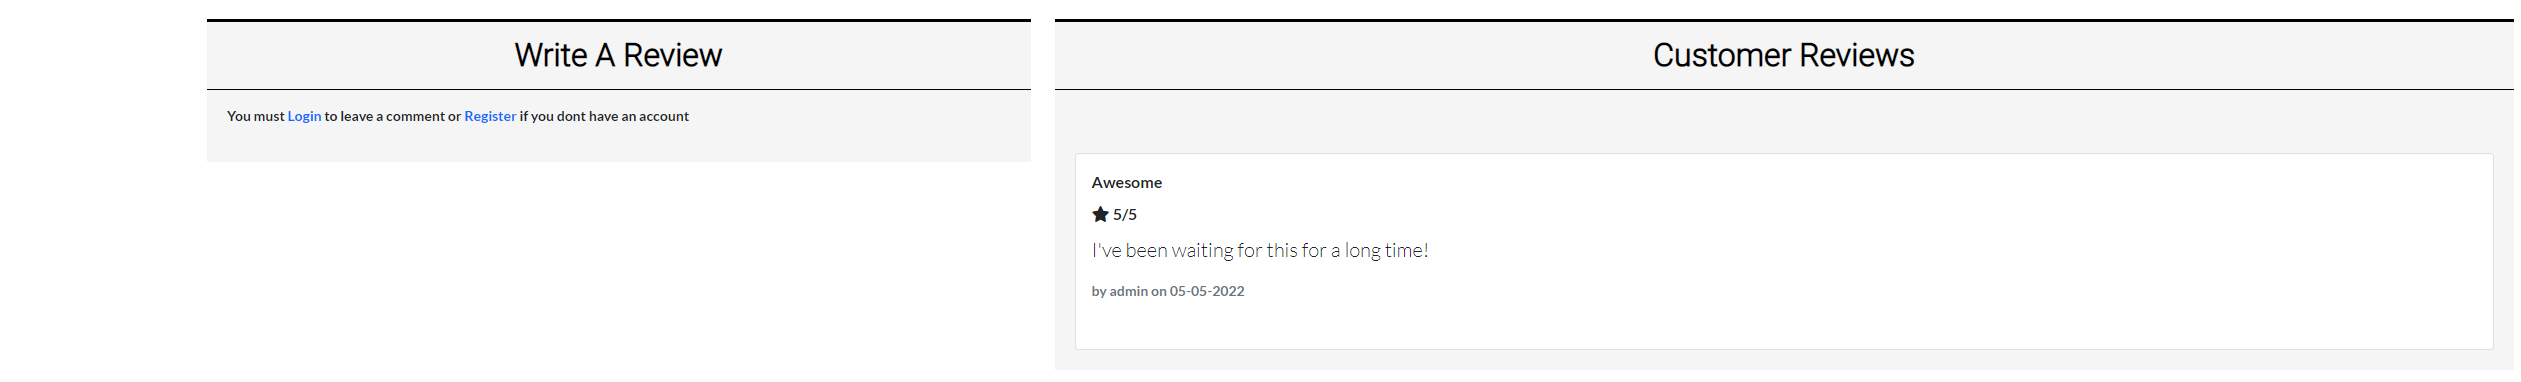 Write A Review
You must Login to leave a comment or Register if you dont have an account
Customer Reviews
Awesome
5/5
I've been waiting for this for a long time!
by admin on 05-05-2022